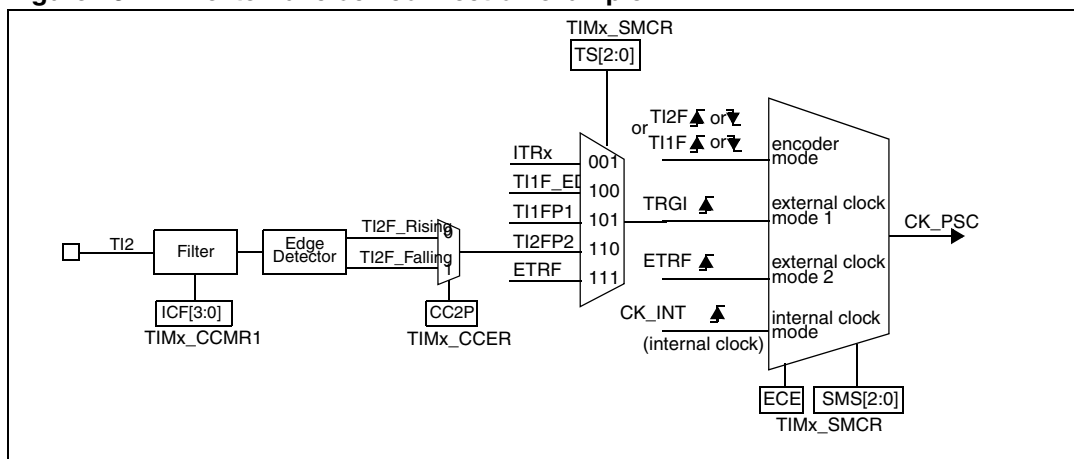 TIMx_SMCR
TS[2:0]
TI2F or
or TI1F or
encoder
mode
ITRx
001
TI1F_ED
100
TI1FP1
101
TRGI
external clock
mode 1
CK_PSC
TI2
Filter
Edge
Detector
TI2F_Rising
0
TI2F_Falling
1
TI2FP2
110
ETRF
111
ETRF
external clock
mode 2
ICF[3:0]
TIMx_CCMR1
CC2P
TIMx_CCER
CK_INT
(internal clock)
internal clock
mode
ECE
SMS[2:0]
TIMx_SMCR